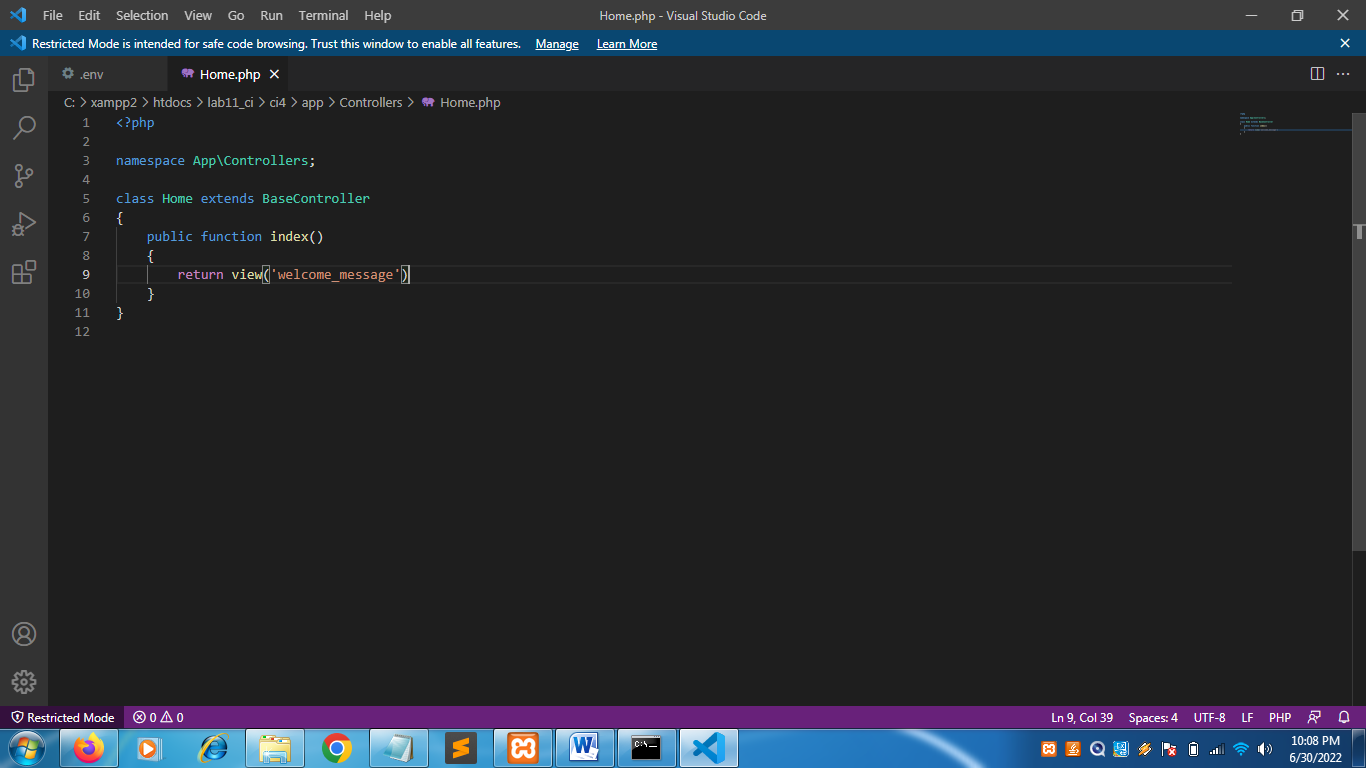 File Edit Selection View Go Run Terminal Help Home.php - Visual Studio Code
Restricted Mode is intended for safe code browsing. Trust this window to enable all features. Manage Learn More
.env Home.php
C: > xampp2 > htdocs > lab11_ci > ci4 > app > Controllers > Home.php
1 <?php
2
3 namespace App\Controllers;
4
5 class Home extends BaseController
6 {
7     public function index()
8     {
9         return view('welcome_message')
10     }
11 }
12
Restricted Mode 0 0 Ln 9, Col 39 Spaces: 4 UTF-8 LF PHP
C:\
W
10:08 PM
6/30/2022